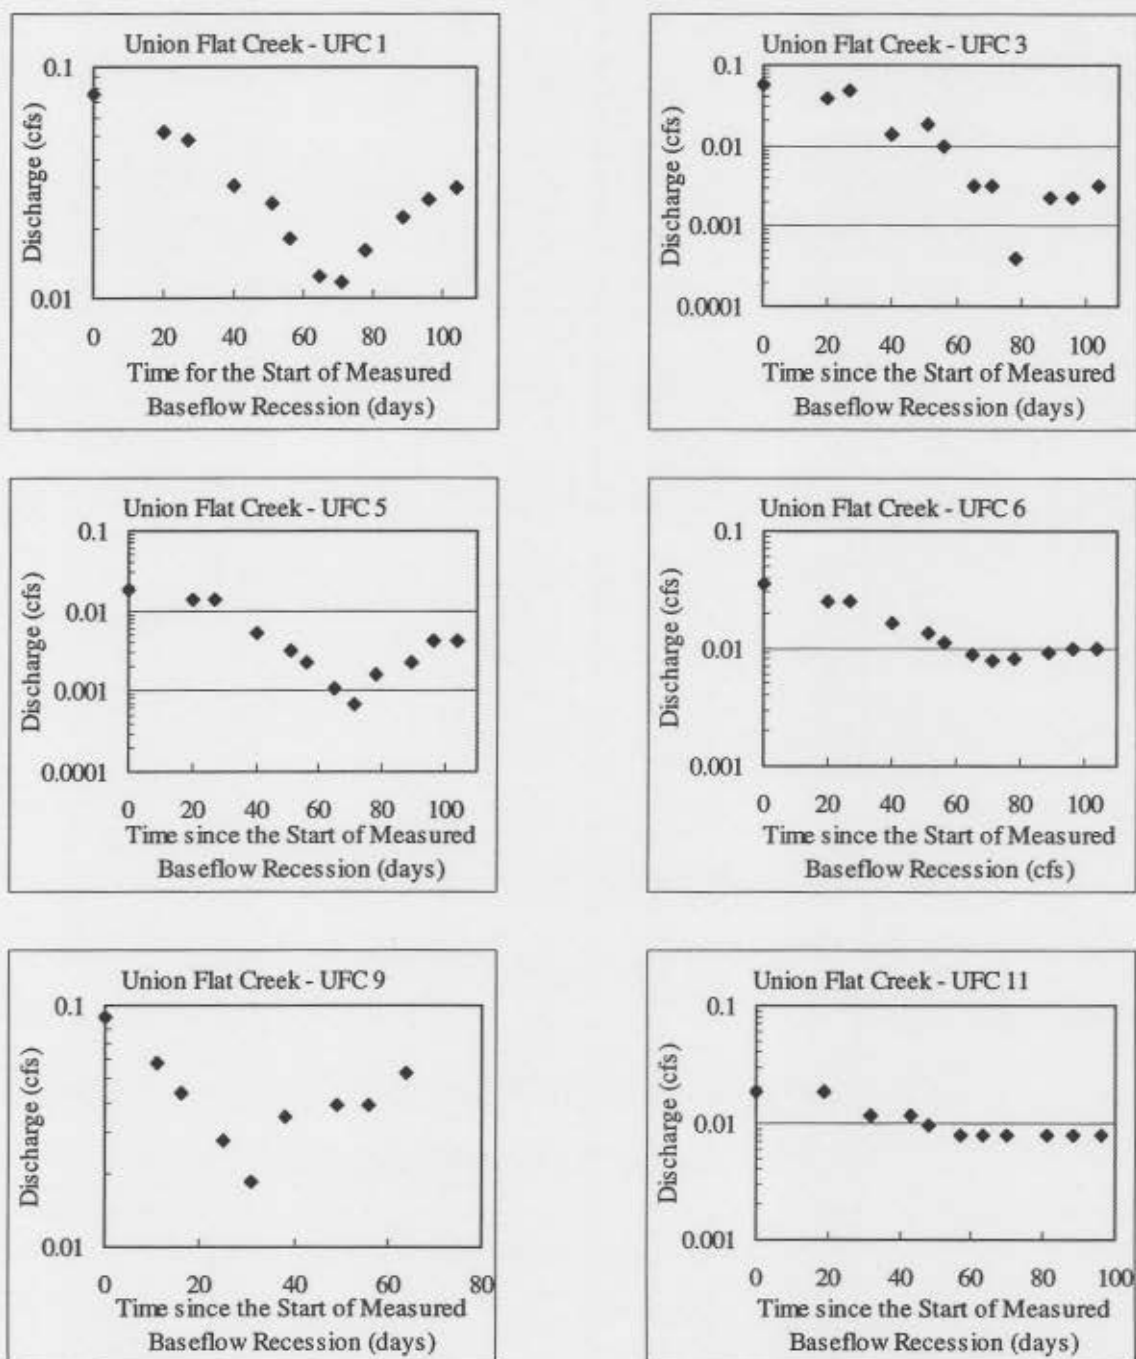 Union Flat Creek - UFC 1
0.1
Discharge (cfs)
0.01
0 20 40 60 80 100
Time for the Start of Measured
Baseflow Recession (days)
Union Flat Creek - UFC 3
0.1
0.01
Discharge (cfs)
0.001
0.0001
0 20 40 60 80 100
Time since the Start of Measured
Baseflow Recession (days)
Union Flat Creek - UFC 5
0.1
0.01
Discharge (cfs)
0.001
0.0001
0 20 40 60 80 100
Time since the Start of Measured
Baseflow Recession (days)
Union Flat Creek - UFC 6
0.1
Discharge (cfs)
0.01
0.001
0 20 40 60 80 100
Time since the Start of Measured
Baseflow Recession (cfs)
Union Flat Creek - UFC 9
0.1
Discharge (cfs)
0.01
0 20 40 60 80
Time since the Start of Measured
Baseflow Recession (days)
Union Flat Creek - UFC 11
0.1
Discharge (cfs)
0.01
0.001
0 20 40 60 80 100
Time since the Start of Measured
Baseflow Recession (days)